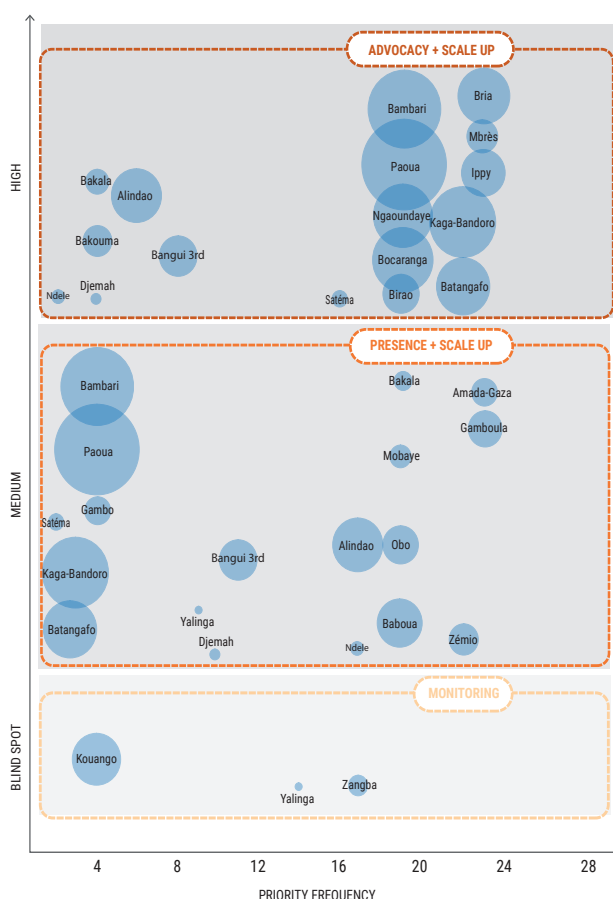 ADVOCACY + SCALE UP
HIGH
Bria
Bambari
Mbrès
Paoua
Ippy
Bakala
Alindao
Ngaoundaye
Kaga-Bandoro
Bakouma
Bangui 3rd
Bocaranga
Djemah
Batangafo
Ndele
Birao
Satéma
PRESENCE + SCALE UP
MEDIUM
Bambari
Bakala
Amada-Gaza
Gamboula
Paoua
Mobaye
Gambo
Satéma
Alindao
Obo
Bangui 3rd
Kaga-Bandoro
Yalinga
Baboua
Batangafo
Djemah
Zémio
Ndele
MONITORING
BLIND SPOT
Kouango
Zangba
Yalinga
4 8 12 16 20 24 28
PRIORITY FREQUENCY